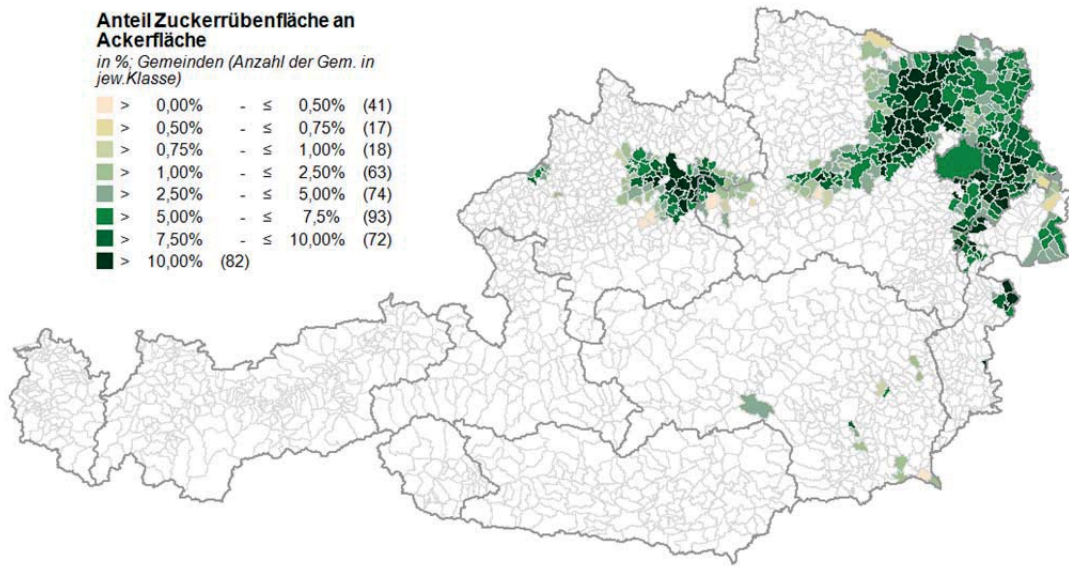 Anteil Zuckerrübenfläche an
Ackerfläche
in %; Gemeinden (Anzahl der Gem. in
jew.Klasse)
> 0,00% - ≤ 0,50% (41)
> 0,50% - ≤ 0,75% (17)
> 0,75% - ≤ 1,00% (18)
> 1,00% - ≤ 2,50% (63)
> 2,50% - ≤ 5,00% (74)
> 5,00% - ≤ 7,5% (93)
> 7,50% - ≤ 10,00% (72)
> 10,00% (82)